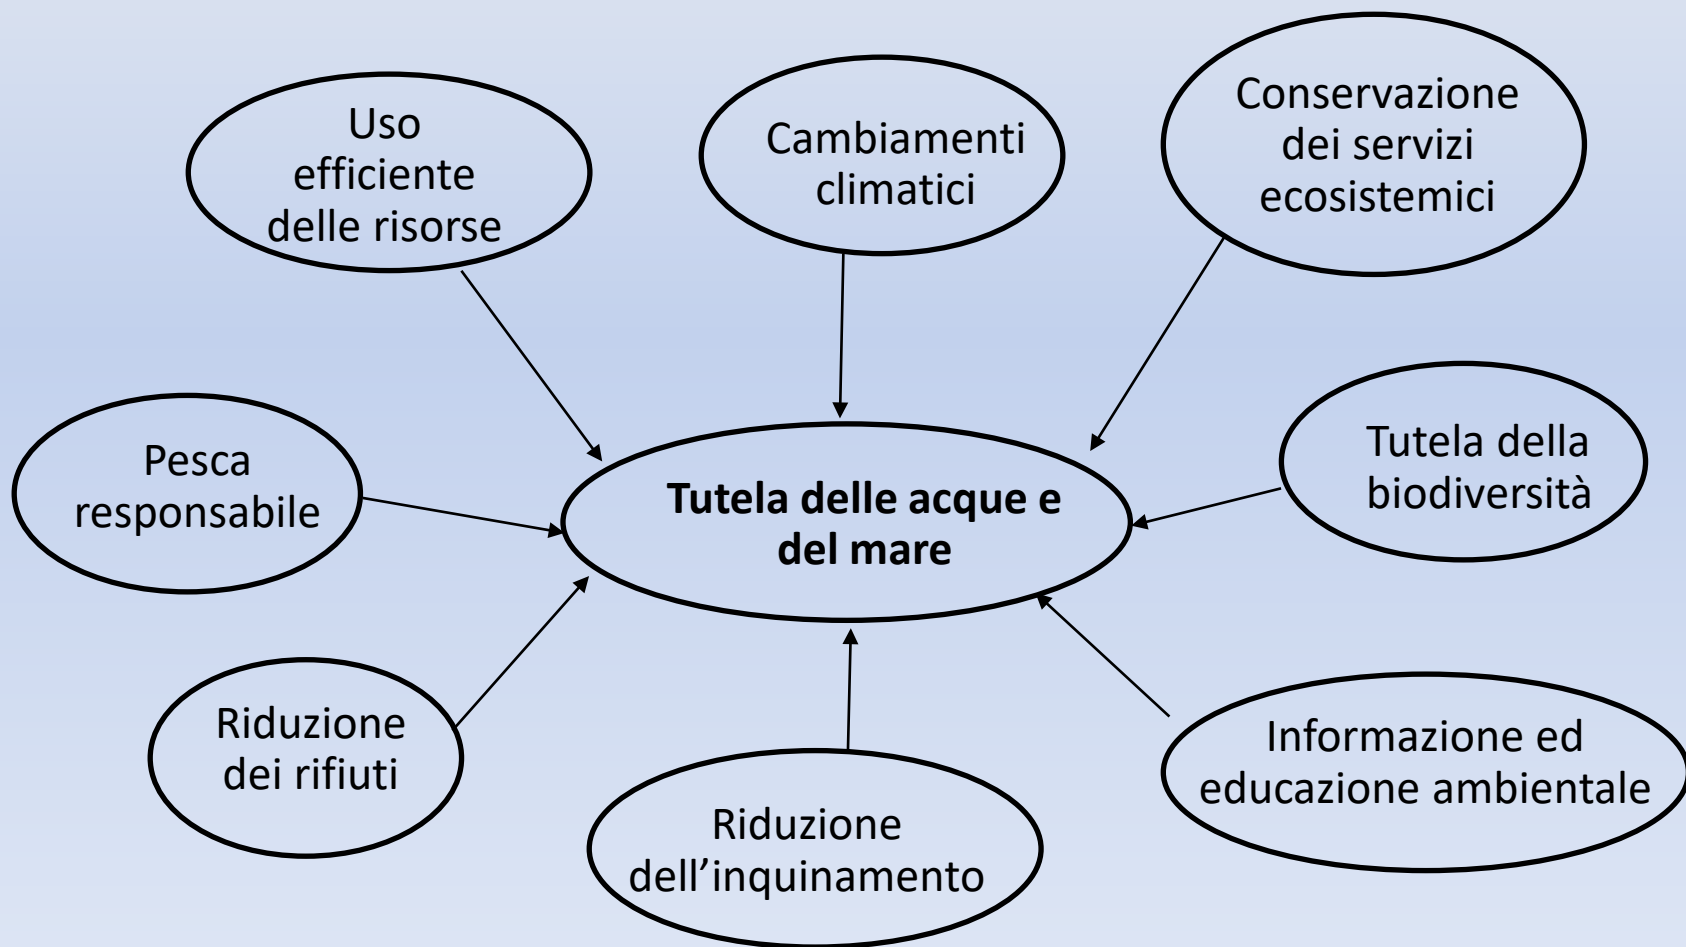 Uso
efficiente
delle risorse
Cambiamenti
climatici
Conservazione
dei servizi
ecosistemici
Pesca
responsabile
Tutela delle acque e
del mare
Tutela della
biodiversità
Riduzione
dei rifiuti
Riduzione
dell’inquinamento
Informazione ed
educazione ambientale